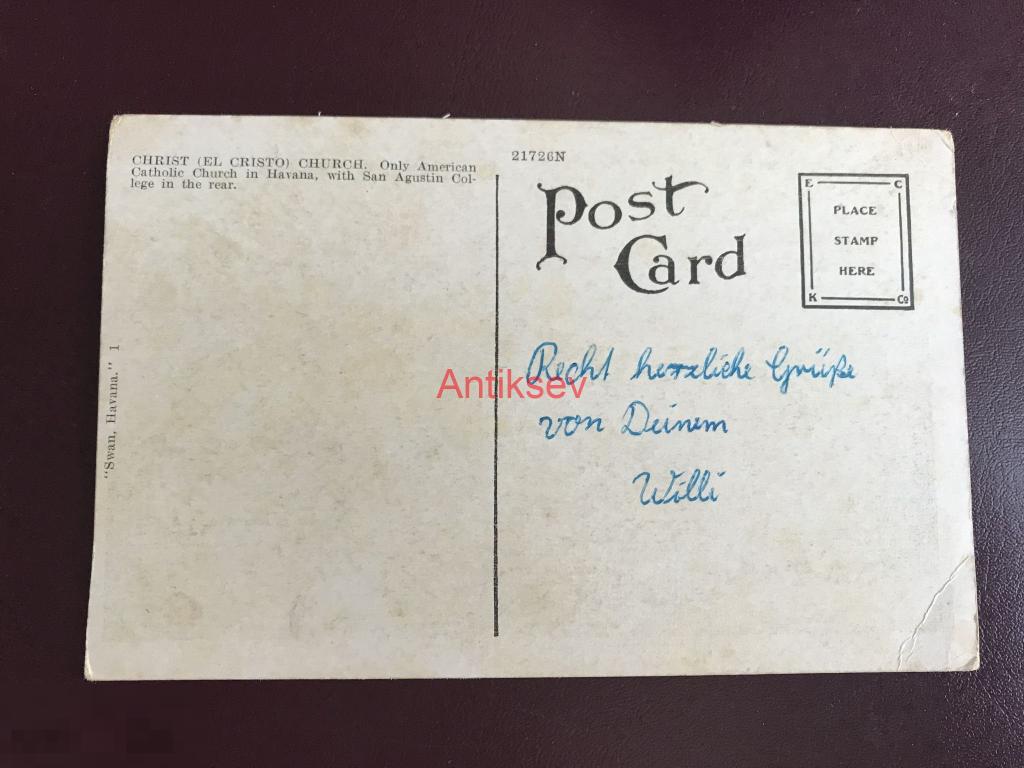 CHRIST (EL CRISTO) CHURCH. Only American
Catholic Church in Havana, with San Agustin Col-
lege in the rear.
"Swan, Havana." 1
21726N
Post
Card
E C
PLACE
STAMP
HERE
K Co
Recht herzliche Grüße
von Deinem
Willi
Antiksev